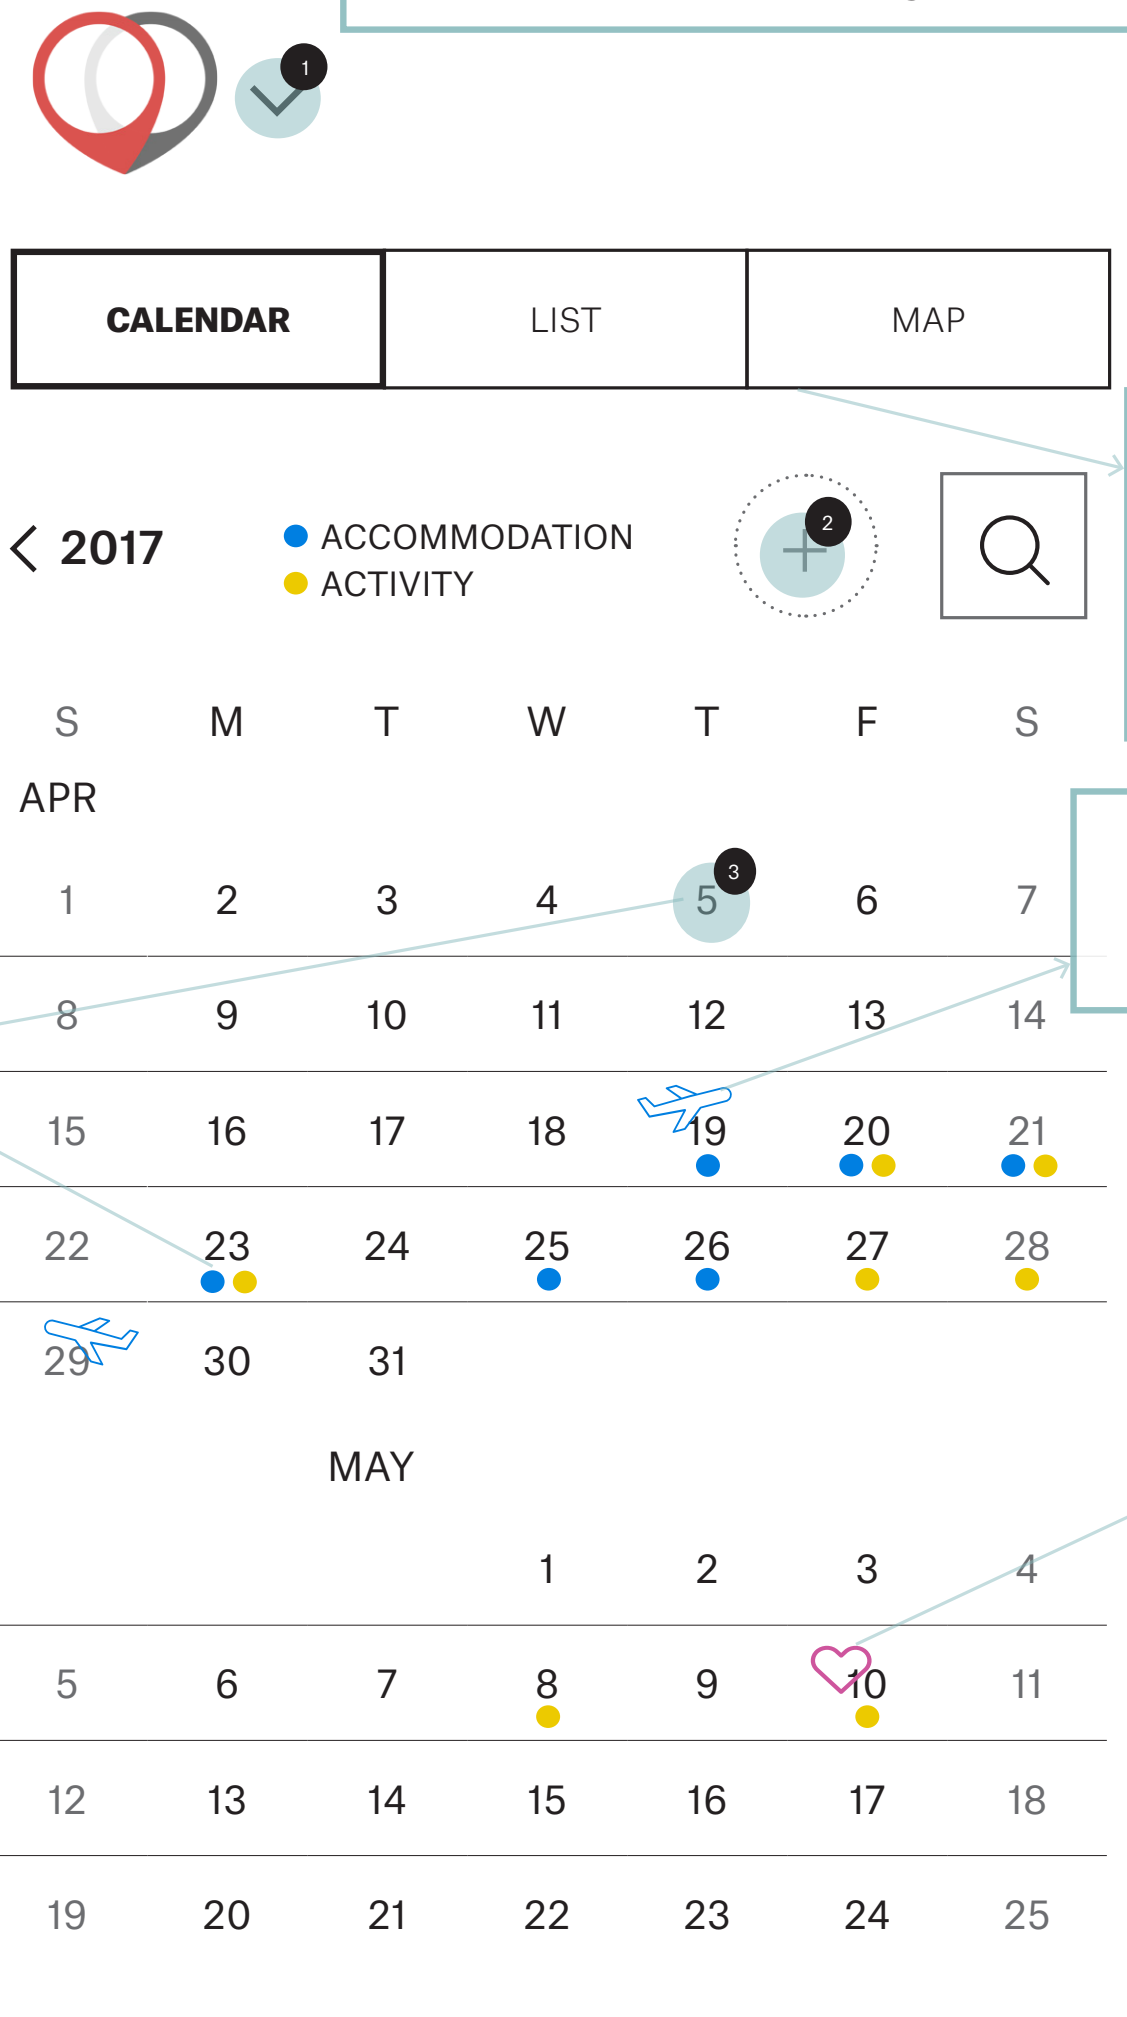 1
CALENDAR LIST MAP
2017 ACCOMMODATION 2
ACTIVITY
S M T W T F S
APR
1 2 3 4 5 3 6 7
8 9 10 11 12 13 14
15 16 17 18 19 20 21
22 23 24 25 26 27 28
29 30 31
MAY
1 2 3 4
5 6 7 8 9 10 11
12 13 14 15 16 17 18
19 20 21 22 23 24 25